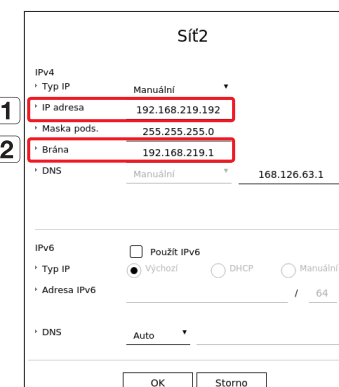 Síť2
IPv4
Typ IP Manuální
1 IP adresa 192.168.219.192
Maska pods. 255.255.255.0
2 Brána 192.168.219.1
DNS Manuální 168.126.63.1
IPv6 Použít IPv6
Typ IP Výchozí DHCP Manuální
Adresa IPv6 / 64
DNS Auto
OK Storno